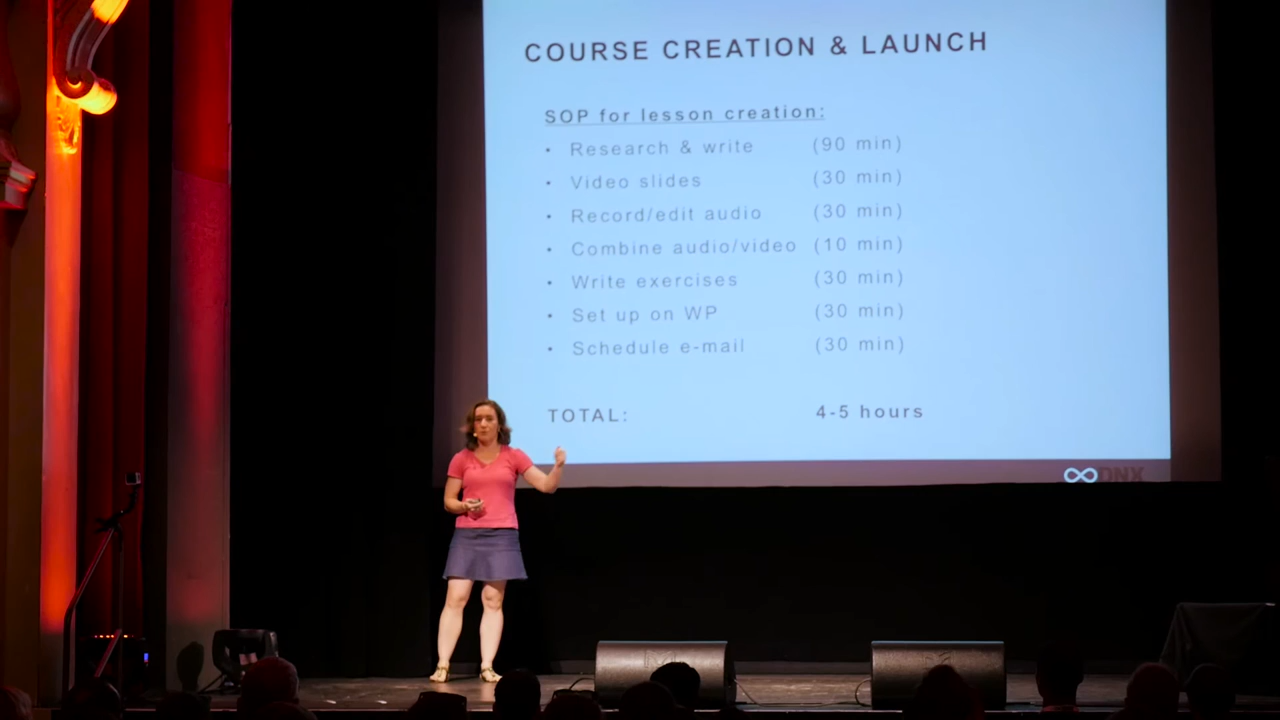 COURSE CREATION & LAUNCH
SOP for lesson creation:
• Research & write (90 min)
• Video slides (30 min)
• Record/edit audio (30 min)
• Combine audio/video (10 min)
• Write exercises (30 min)
• Set up on WP (30 min)
• Schedule e-mail (30 min)
TOTAL: 4-5 hours
DNX